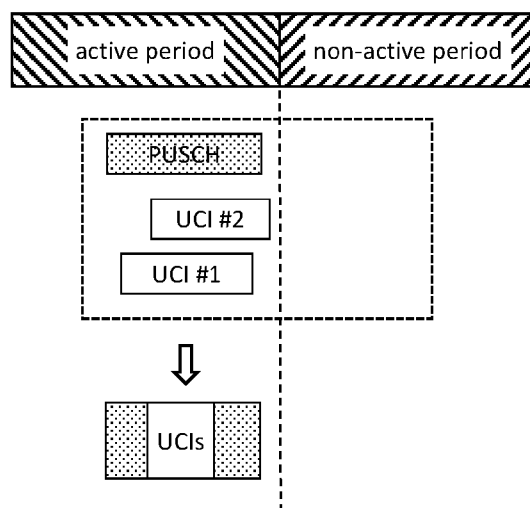 active period
non-active period
PUSCH
UCI #2
UCI #1
UCIs